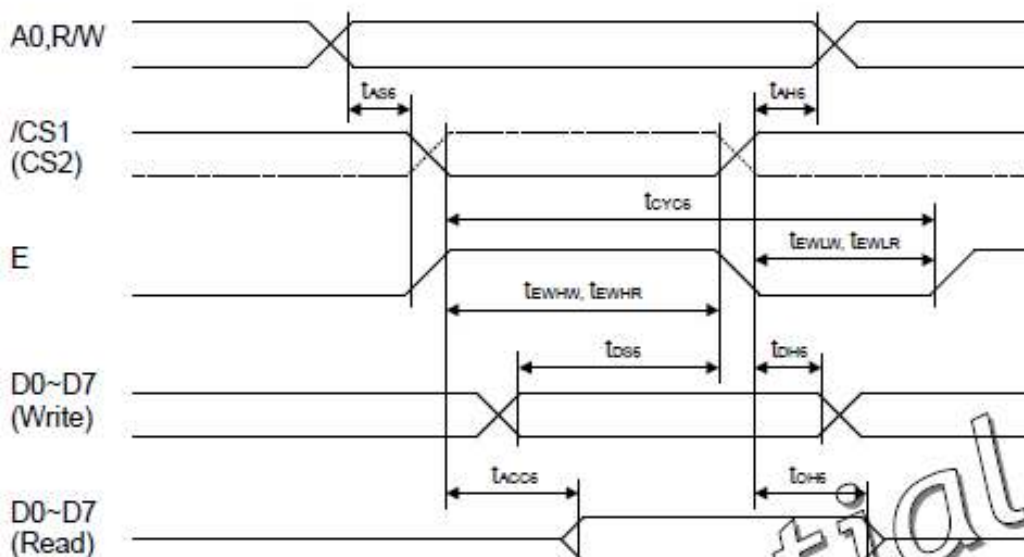 A0,R/W
tAS6
tAH6
/CS1
(CS2)
tCYC6
E
tEWLW, tEWLR
tEWHW, tEWHR
tDS6
tDH6
D0~D7
(Write)
tACC6
tOH6
D0~D7
(Read)
tial